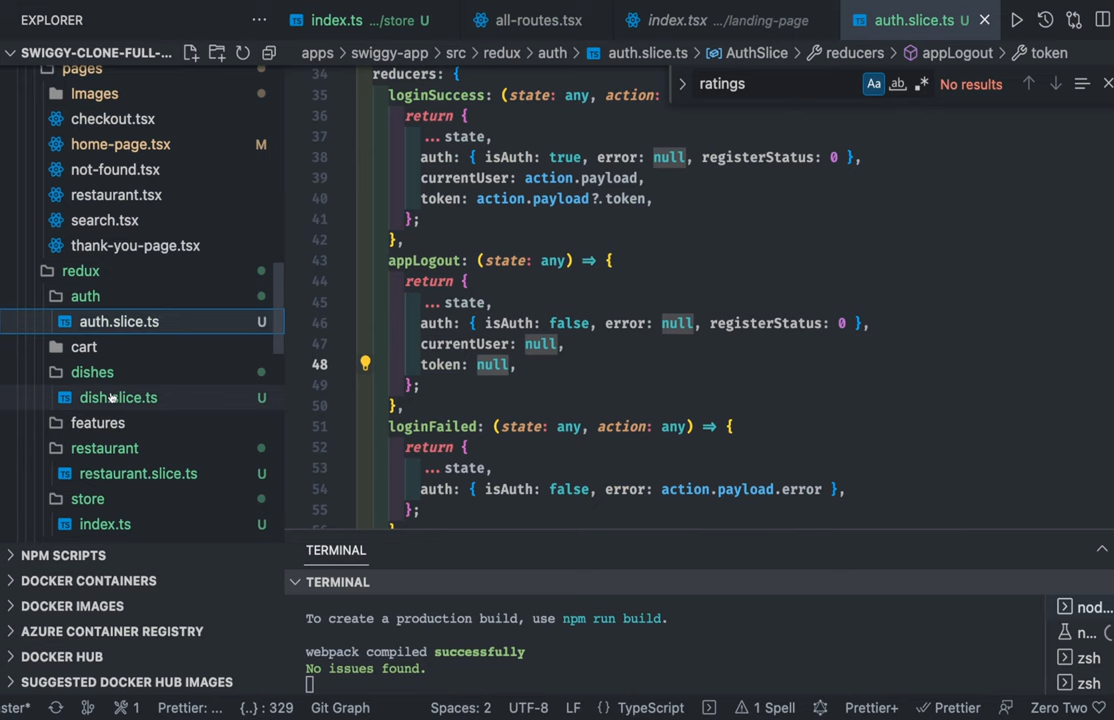 EXPLORER
index.ts .../store U
all-routes.tsx
index.tsx .../landing-page
auth.slice.ts U
SWIGGY-CLONE-FULL-...
apps
swiggy-app
src
redux
auth
auth.slice.ts
AuthSlice
reducers
appLogout
token
pages
Images
checkout.tsx
home-page.tsx M
not-found.tsx
restaurant.tsx
search.tsx
thank-you-page.tsx
redux
auth
auth.slice.ts U
cart
dishes
dish.slice.ts U
features
restaurant
restaurant.slice.ts U
store
index.ts U
NPM SCRIPTS
DOCKER CONTAINERS
DOCKER IMAGES
AZURE CONTAINER REGISTRY
DOCKER HUB
SUGGESTED DOCKER HUB IMAGES
ratings
Aa
ab
No results
34 reducers: {
35 loginSuccess: (state: any, action:
36 return {
37 ...state,
38 auth: { isAuth: true, error: null, registerStatus: 0 },
39 currentUser: action.payload,
40 token: action.payload?.token,
41 };
42 },
43 appLogout: (state: any) ⇒ {
44 return {
45 ...state,
46 auth: { isAuth: false, error: null, registerStatus: 0 },
47 currentUser: null,
48 token: null,
49 };
50 },
51 loginFailed: (state: any, action: any) ⇒ {
52 return {
53 ...state,
54 auth: { isAuth: false, error: action.payload.error },
55 };
TERMINAL
TERMINAL
To create a production build, use npm run build.
webpack compiled successfully
No issues found.
nod...
n...
zsh
zsh
ster*
1
Prettier: ...
{..} : 329
Git Graph
Spaces: 2
UTF-8
LF
{} TypeScript
1 Spell
Prettier+
Prettier
Zero Two